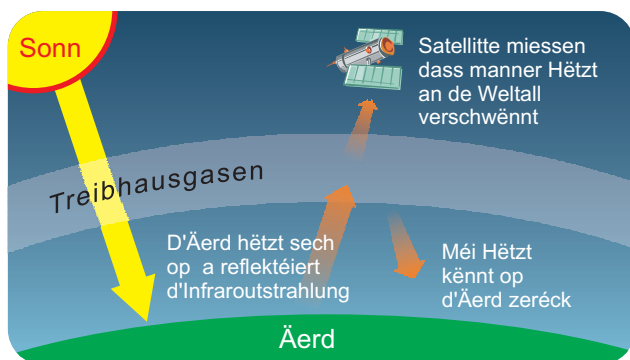 Sonn
Satellitte miessen
dass manner Hëtzt
an de Weltall
verschwënnt
Treibhausgasen
D'Äerd hëtzt sech
op a reflektéiert
d'Infraroutstrahlung
Méi Hëtzt
kënnt op
d'Äerd zeréck
Äerd